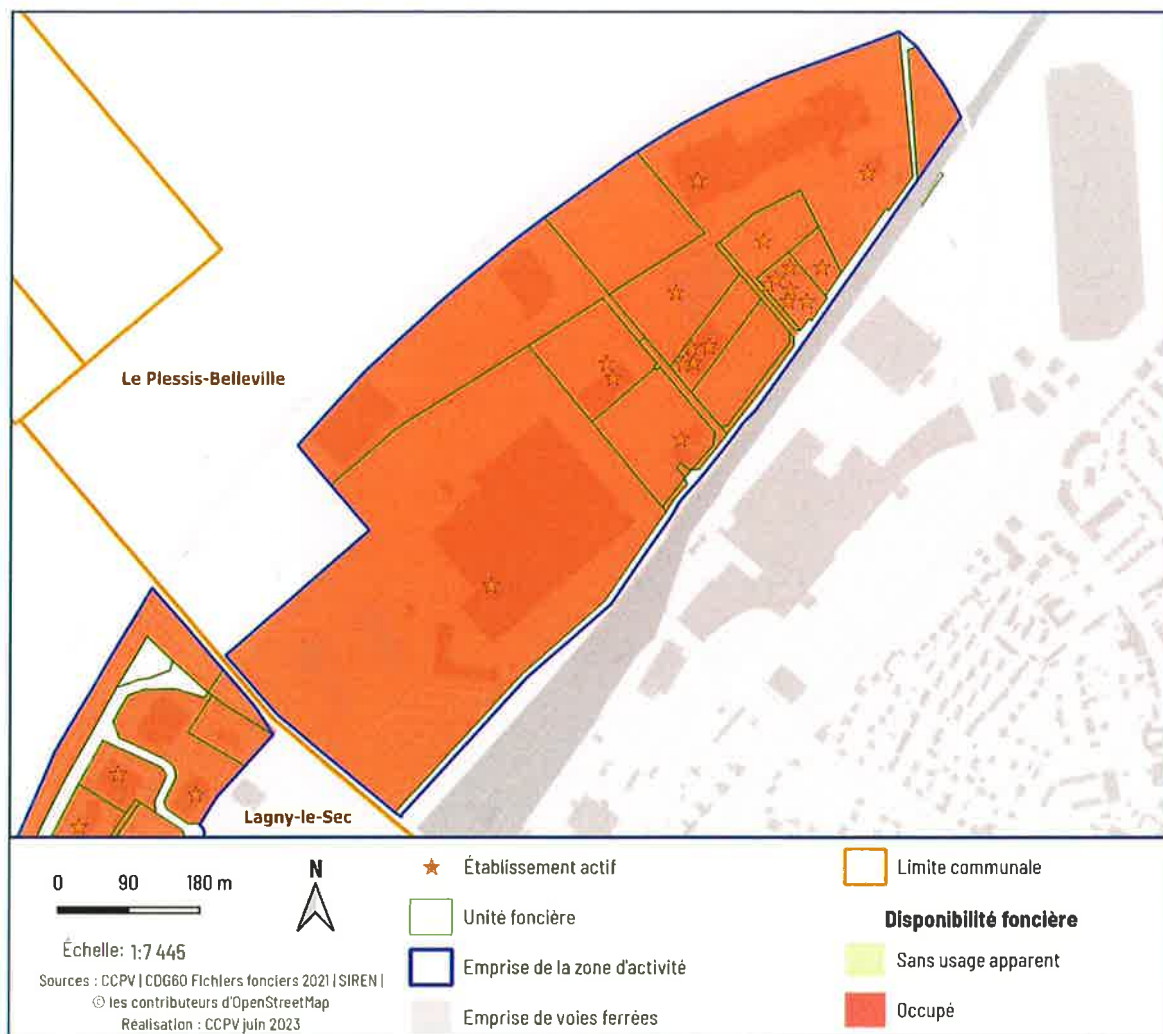 Le Plessis-Belleville
Lagny-le-Sec
0 90 180 m
N
Échelle: 1:7 445
Sources : CCPV | CDG60 Fichiers fonciers 2021 | SIREN |
© les contributeurs d'OpenStreetMap
Réalisation : CCPV juin 2023
Établissement actif
Unité foncière
Emprise de la zone d'activité
Emprise de voies ferrées
Limite communale
Disponibilité foncière
Sans usage apparent
Occupé